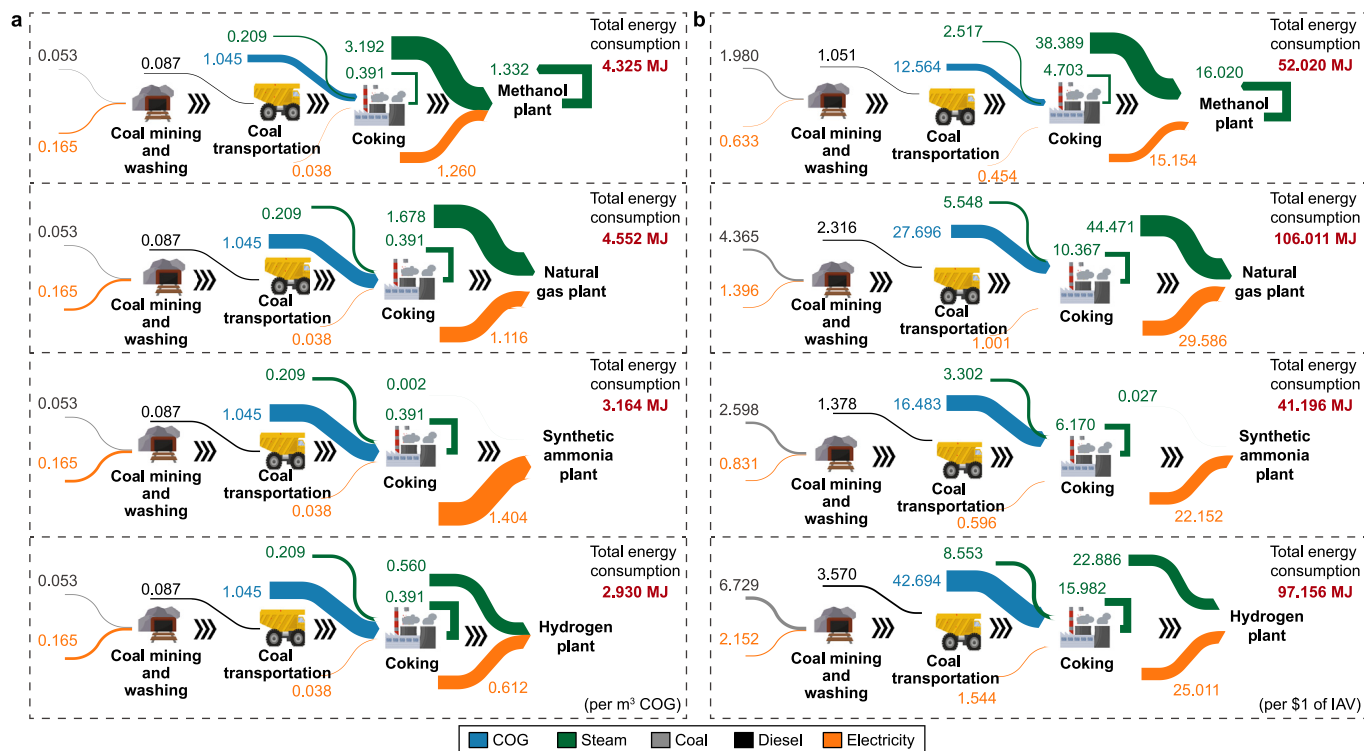 a
Total energy
consumption
4.325 MJ
0.053
0.165
0.087
0.209
1.045
0.038
3.192
0.391
1.260
1.332
Coal mining
and
washing
Coal
transportation
Coking
Methanol
plant
Total energy
consumption
4.552 MJ
0.053
0.165
0.087
0.209
1.045
0.038
1.678
0.391
1.116
Coal mining
and
washing
Coal
transportation
Coking
Natural
gas plant
Total energy
consumption
3.164 MJ
0.053
0.165
0.087
0.209
1.045
0.038
0.002
0.391
1.404
Coal mining
and
washing
Coal
transportation
Coking
Synthetic
ammonia
plant
Total energy
consumption
2.930 MJ
0.053
0.165
0.087
0.209
1.045
0.038
0.560
0.391
0.612
Coal mining
and
washing
Coal
transportation
Coking
Hydrogen
plant
(per m³ COG)
b
Total energy
consumption
52.020 MJ
1.980
0.633
1.051
2.517
12.564
0.454
38.389
4.703
15.154
16.020
Coal mining
and
washing
Coal
transportation
Coking
Methanol
plant
Total energy
consumption
106.011 MJ
4.365
1.396
2.316
5.548
27.696
1.001
44.471
10.367
29.586
Coal mining
and
washing
Coal
transportation
Coking
Natural
gas plant
Total energy
consumption
41.196 MJ
2.598
0.831
1.378
3.302
16.483
0.596
0.027
6.170
22.152
Coal mining
and
washing
Coal
transportation
Coking
Synthetic
ammonia
plant
Total energy
consumption
97.156 MJ
6.729
2.152
3.570
8.553
42.694
1.544
22.886
15.982
25.011
Coal mining
and
washing
Coal
transportation
Coking
Hydrogen
plant
(per $1 of IAV)
COG Steam Coal Diesel Electricity